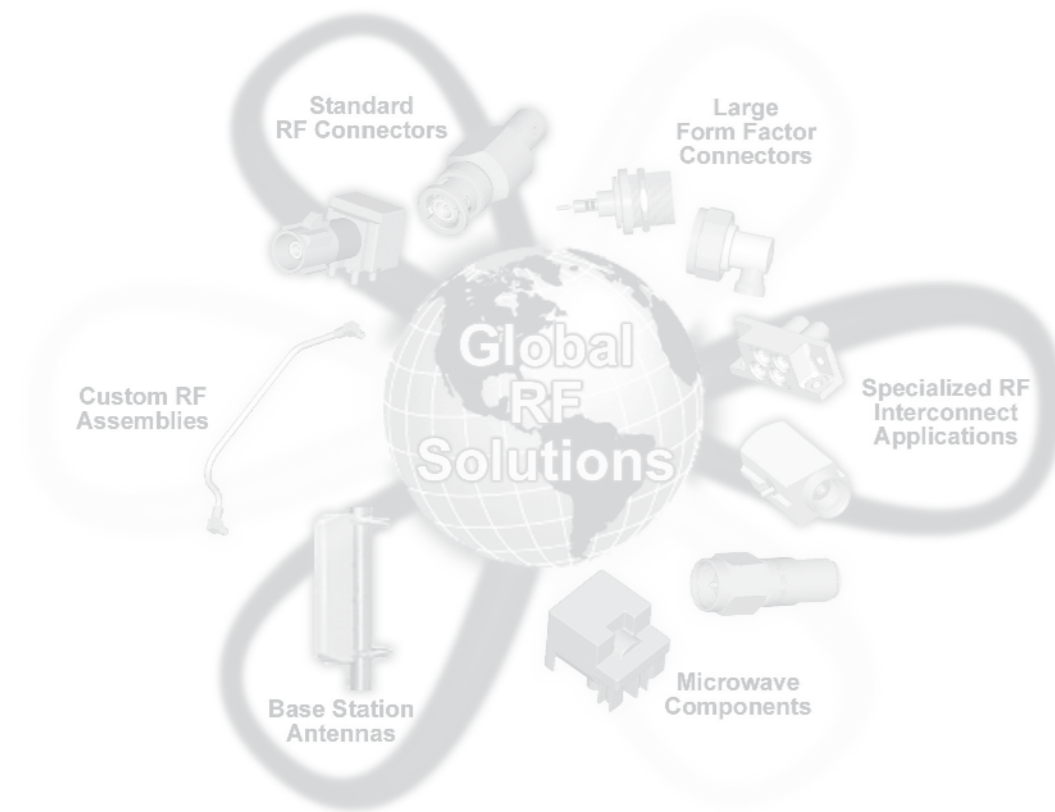 Standard
RF Connectors
Large
Form Factor
Connectors
Global
RF
Solutions
Custom RF
Assemblies
Specialized RF
Interconnect
Applications
Base Station
Antennas
Microwave
Components